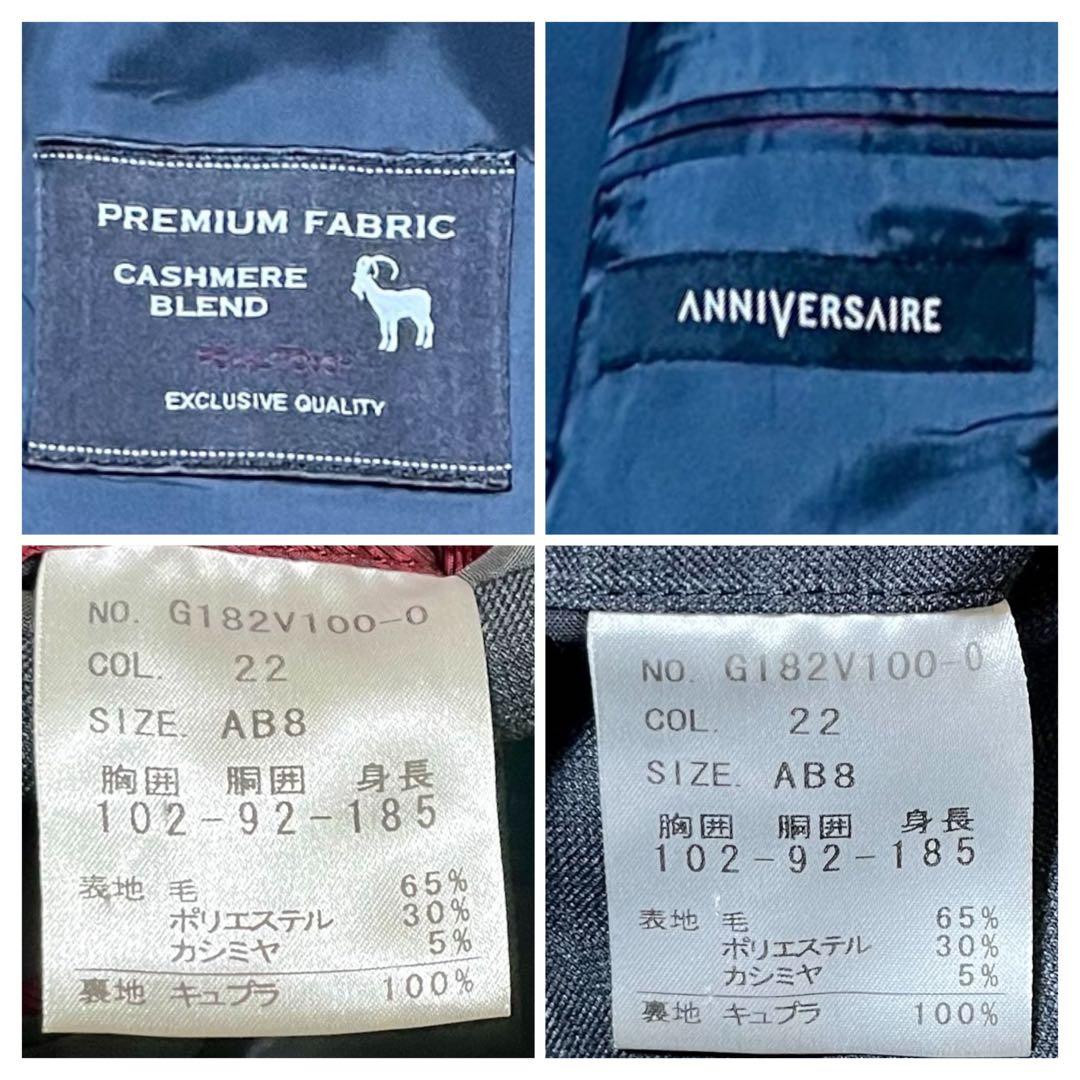 PREMIUM FABRIC
CASHMERE
BLEND
EXCLUSIVE QUALITY
ANNIVERSAIRE
NO. G182V100-0
COL. 22
SIZE. AB8
胸囲 胴囲 身長
102-92-185
表地 毛 65%
ポリエステル 30%
カシミヤ 5%
裏地 キュプラ 100%
NO. G182V100-0
COL. 22
SIZE. AB8
胸囲 胴囲 身長
102-92-185
表地 毛 65%
ポリエステル 30%
カシミヤ 5%
裏地 キュプラ 100%